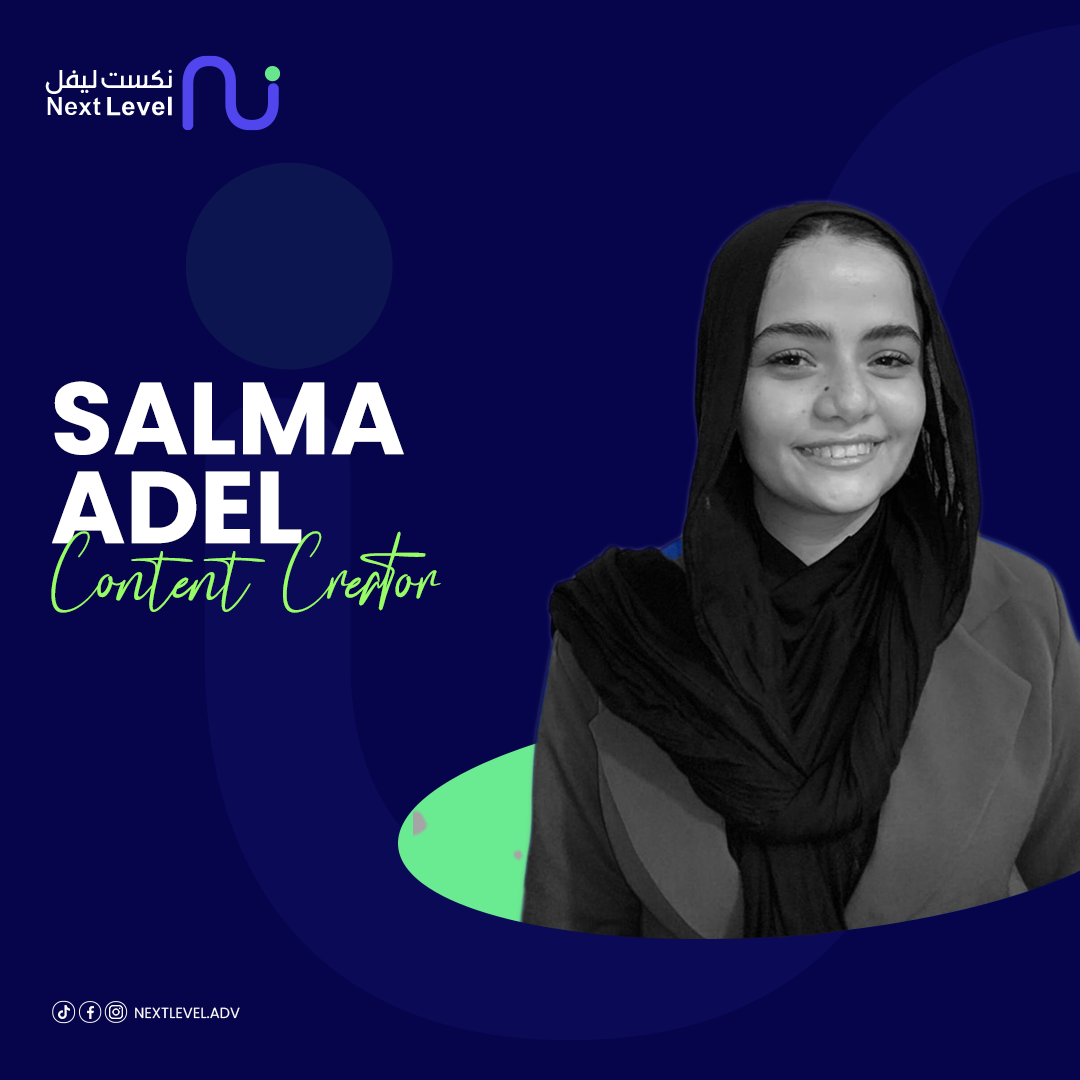 نكست ليفل
Next Level
SALMA
ADEL
Content Creator
NEXTLEVEL.ADV